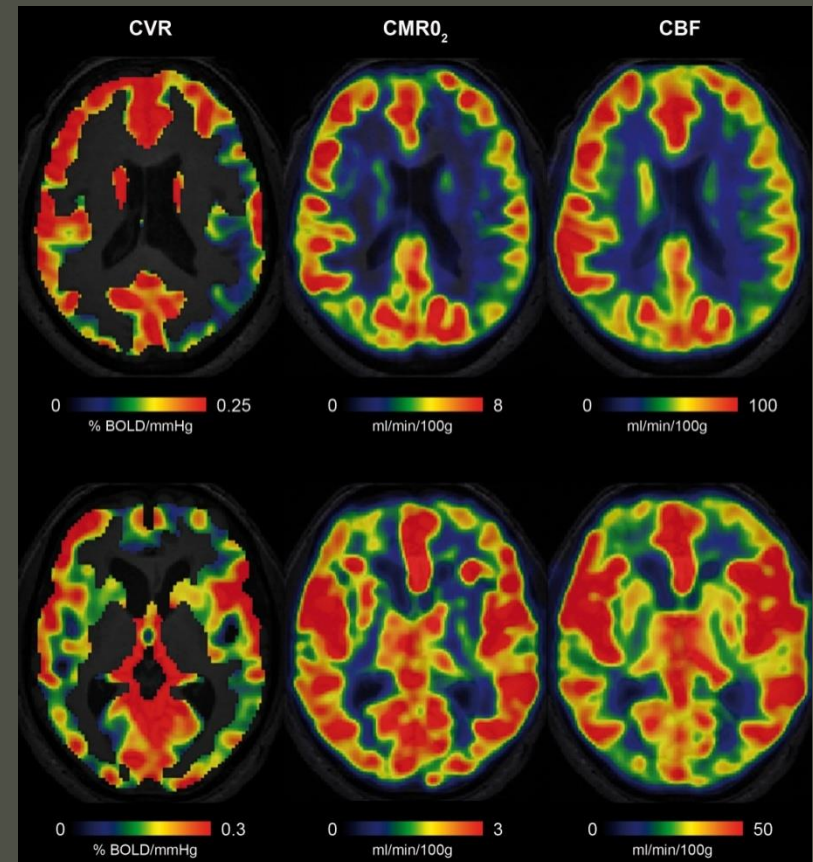 CVR CMRO₂ CBF
0 0.25 0 8 0 100
% BOLD/mmHg ml/min/100g ml/min/100g
0 0.3 0 3 0 50
% BOLD/mmHg ml/min/100g ml/min/100g